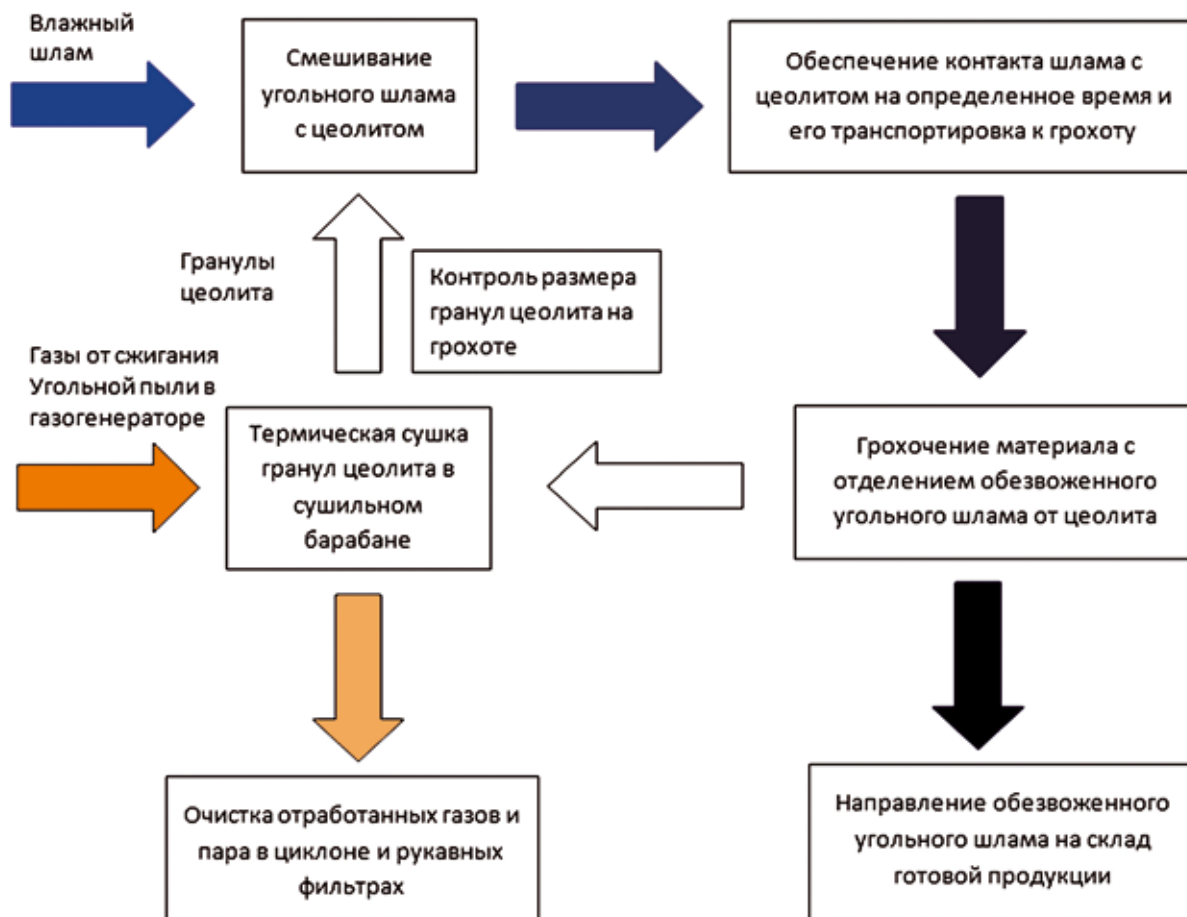 Влажный
шлам
Смешивание
угольного шлама
с цеолитом
Обеспечение контакта шлама с
цеолитом на определенное время и
его транспортировка к грохоту
Гранулы
цеолита
Контроль размера
гранул цеолита на
грохоте
Газы от сжигания
Угольной пыли в
газогенераторе
Термическая сушка
гранул цеолита в
сушильном
барабане
Грохочение материала с
отделением обезвоженного
угольного шлама от цеолита
Очистка отработанных газов и
пара в циклоне и рукавных
фильтрах
Направление обезвоженного
угольного шлама на склад
готовой продукции